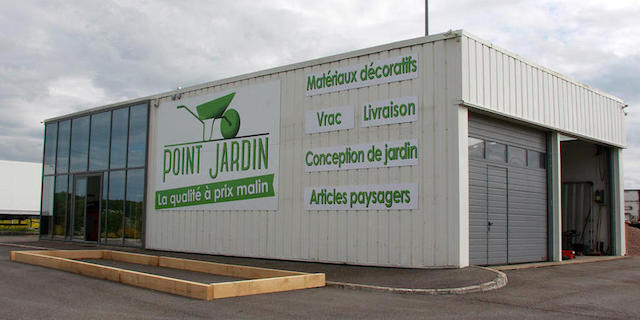 POINT JARDIN
La qualité à prix malin
Matériaux décoratifs
Vrac
Livraison
Conception de jardin
Articles paysagers